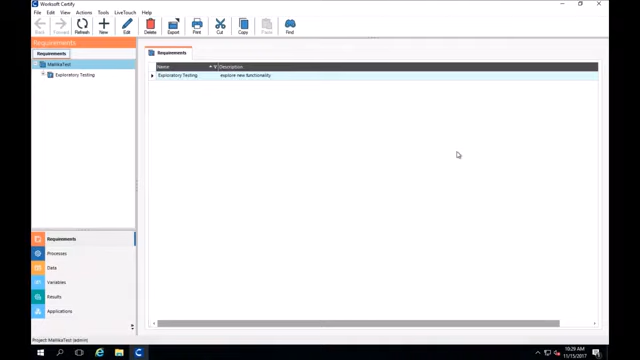 Worksoft Certify
File Edit View Actions Tools LiveTouch Help
Back Forward Refresh New Edit Delete Export Print Cut Copy Paste Find
Requirements
Requirements
MallikaTest
Exploratory Testing
Requirements
Name Description
Exploratory Testing explore new functionality
Requirements
Processes
Data
Variables
Results
Applications
Project: MallikaTest (admin)
10:29 AM
11/15/2017